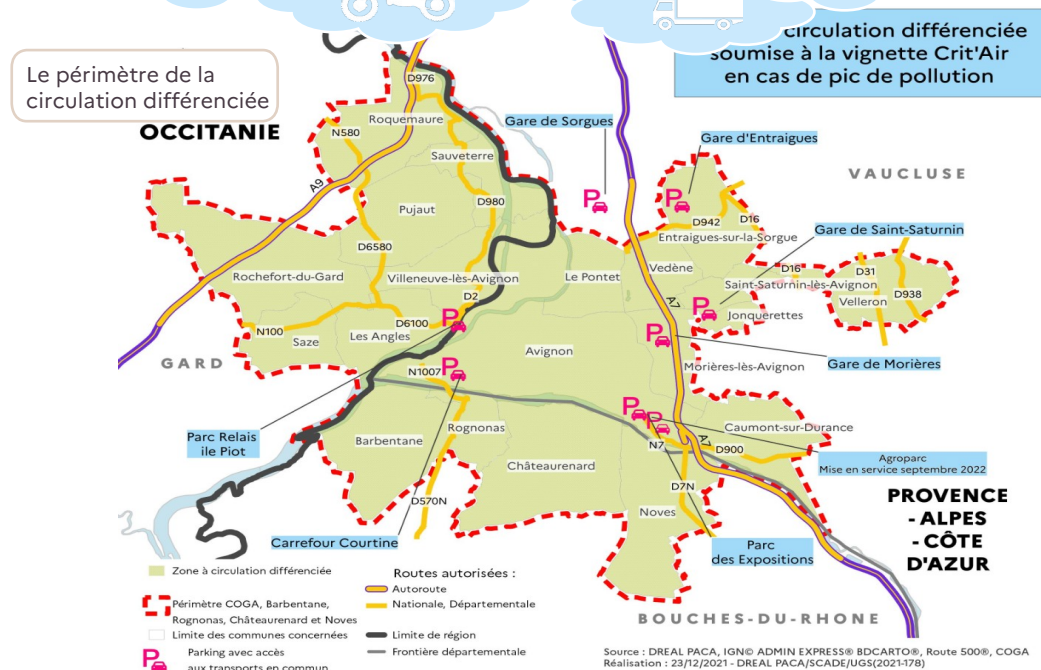 circulation différenciée
soumise à la vignette Crit'Air
en cas de pic de pollution
Le périmètre de la
circulation différenciée
OCCITANIE
D976
Roquemaure
N580
Sauveterre
Gare de Sorgues
Gare d'Entraigues
VAUCLUSE
A9
Pujaut
D980
D942
D16
Entraigues-sur-la-Sorgue
Gare de Saint-Saturnin
D6580
Rochefort-du-Gard
Villeneuve-lès-Avignon
Le Pontet
Vedène
D16
Saint-Saturnin-lès-Avignon
D31
Velleron
D938
D2
A7
Jonquerettes
N100
Saze
Les Angles
D6100
GARD
Avignon
Gare de Morières
Morières-lès-Avignon
N1007
Parc Relais
ile Piot
Barbentane
Rognonas
Châteaurenard
N7
A7
Caumont-sur-Durance
D900
Agroparc
Mise en service septembre 2022
D7N
D570N
Noves
PROVENCE
- ALPES
- CÔTE
D'AZUR
Carrefour Courtine
Parc
des Expositions
BOUCHES-DU-RHONE
Zone à circulation différenciée
Périmètre COGA, Barbentane,
Rognonas, Châteaurenard et Noves
Limite des communes concernées
P
Parking avec accès
aux transports en commun
Routes autorisées :
Autoroute
Nationale, Départementale
Limite de région
Frontière départementale
Source : DREAL PACA, IGN© ADMIN EXPRESS® BDCARTO®, Route 500®, COGA
Réalisation : 23/12/2021 - DREAL PACA/SCADE/UGS(2021-178)